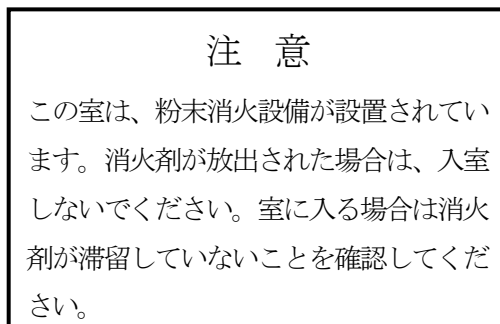 注　意
この室は、粉末消火設備が設置されてい
ます。消火剤が放出された場合は、入室
しないでください。室に入る場合は消火
剤が滞留していないことを確認してくだ
さい。